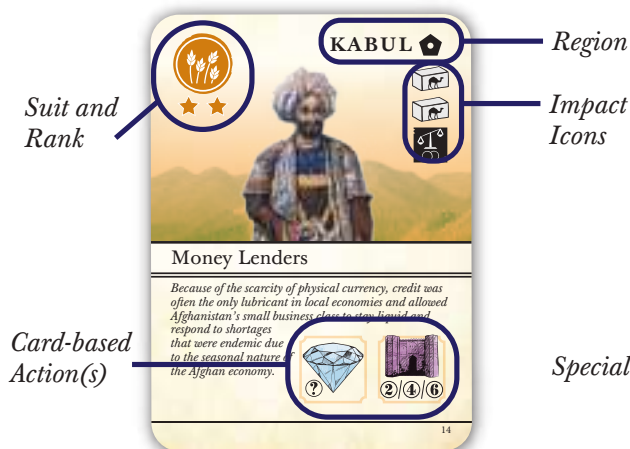 KABUL
Region
Suit and
Rank
Impact
Icons
Money Lenders
Because of the scarcity of physical currency, credit was
often the only lubricant in local economies and allowed
Afghanistan's small business class to stay liquid and
respond to shortages
that were endemic due
to the seasonal nature of
the Afghan economy.
Card-based
Action(s)
?
2/4/6
Special
14